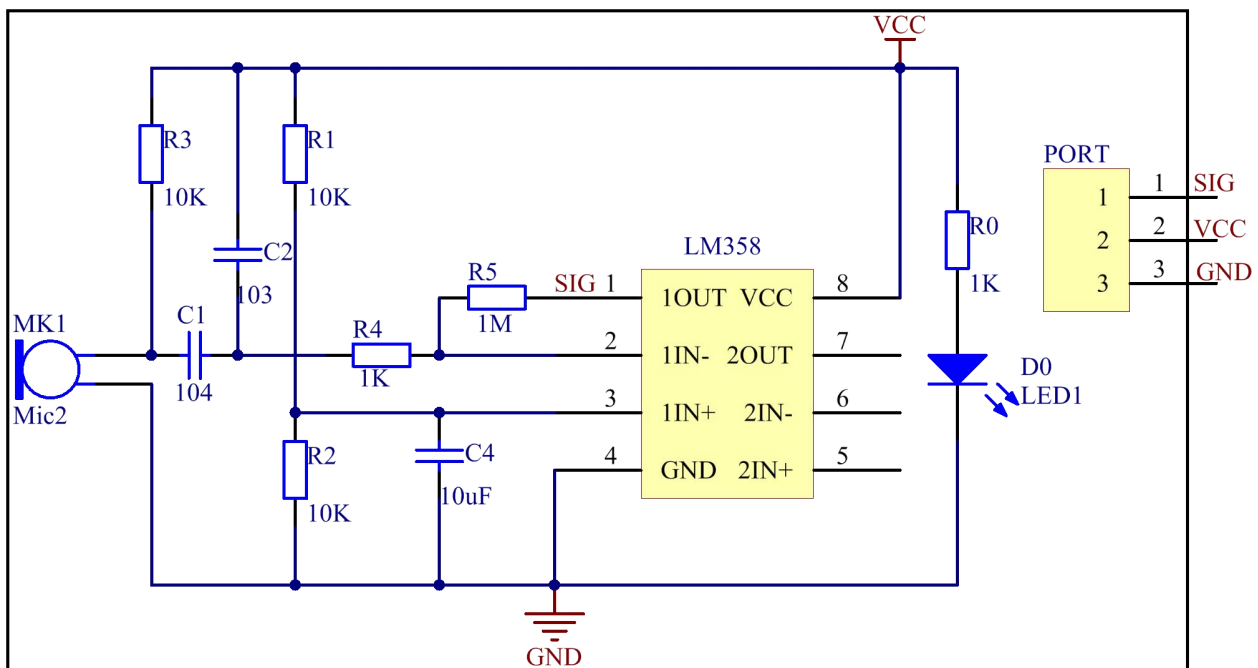 VCC
R3
10K
C2
103
R1
10K
MK1
Mic2
C1
104
R4
1K
R5
1M
SIG
LM358
1 1OUT VCC 8
2 1IN- 2OUT 7
3 1IN+ 2IN- 6
4 GND 2IN+ 5
R2
10K
C4
10uF
R0
1K
D0
LED1
GND
PORT
1 1 SIG
2 2 VCC
3 3 GND